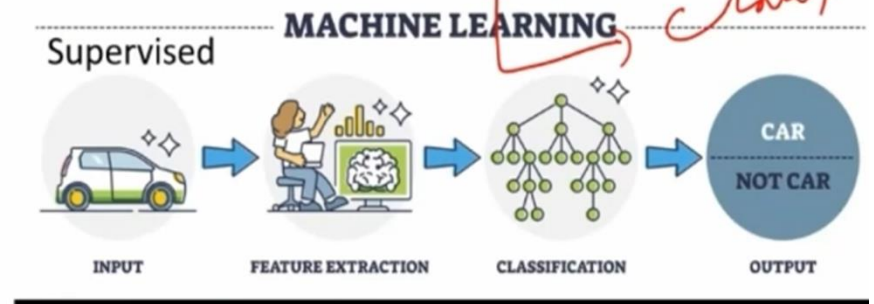 MACHINE LEARNING
Supervised
CAR
NOT CAR
INPUT
FEATURE EXTRACTION
CLASSIFICATION
OUTPUT